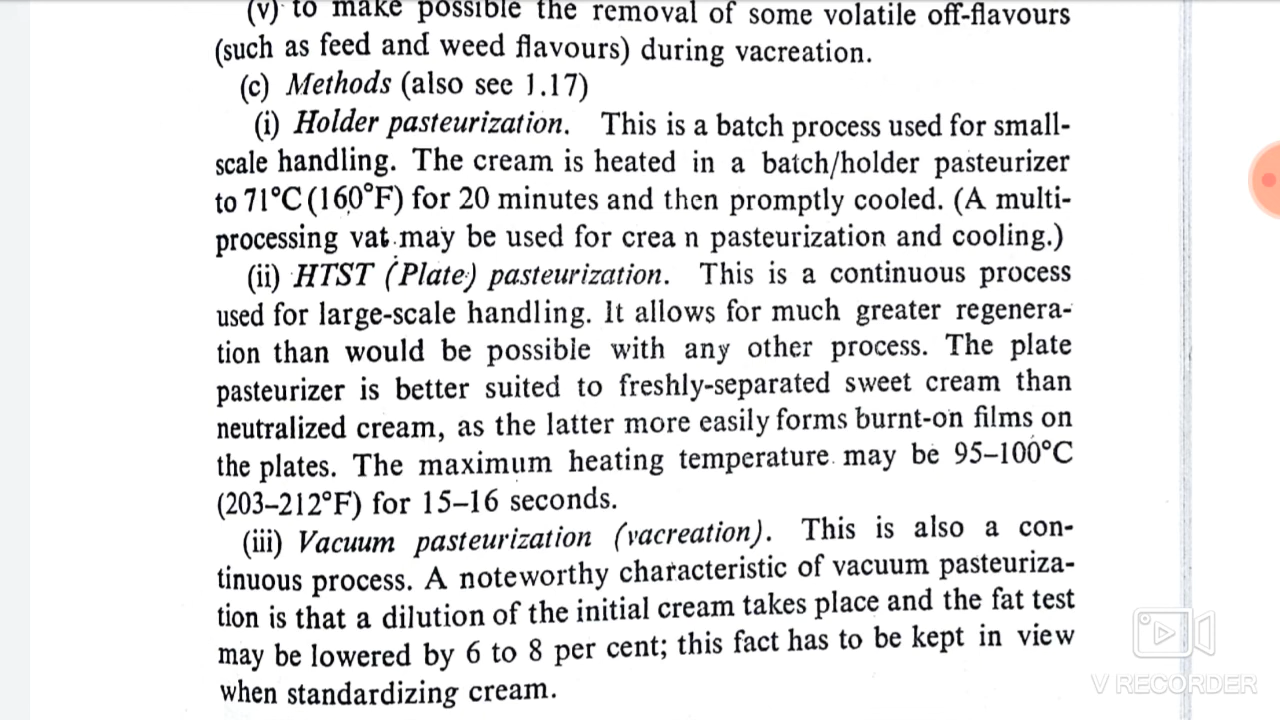 (v) to make possible the removal of some volatile off-flavours
(such as feed and weed flavours) during vacreation.
(c) Methods (also see 1.17)
(i) Holder pasteurization. This is a batch process used for small-
scale handling. The cream is heated in a batch/holder pasteurizer
to 71°C (160°F) for 20 minutes and then promptly cooled. (A multi-
processing vat may be used for crea n pasteurization and cooling.)
(ii) HTST (Plate) pasteurization. This is a continuous process
used for large-scale handling. It allows for much greater regenera-
tion than would be possible with any other process. The plate
pasteurizer is better suited to freshly-separated sweet cream than
neutralized cream, as the latter more easily forms burnt-on films on
the plates. The maximum heating temperature may be 95–100°C
(203–212°F) for 15–16 seconds.
(iii) Vacuum pasteurization (vacreation). This is also a con-
tinuous process. A noteworthy characteristic of vacuum pasteuriza-
tion is that a dilution of the initial cream takes place and the fat test
may be lowered by 6 to 8 per cent; this fact has to be kept in view
when standardizing cream.
V RECORDER